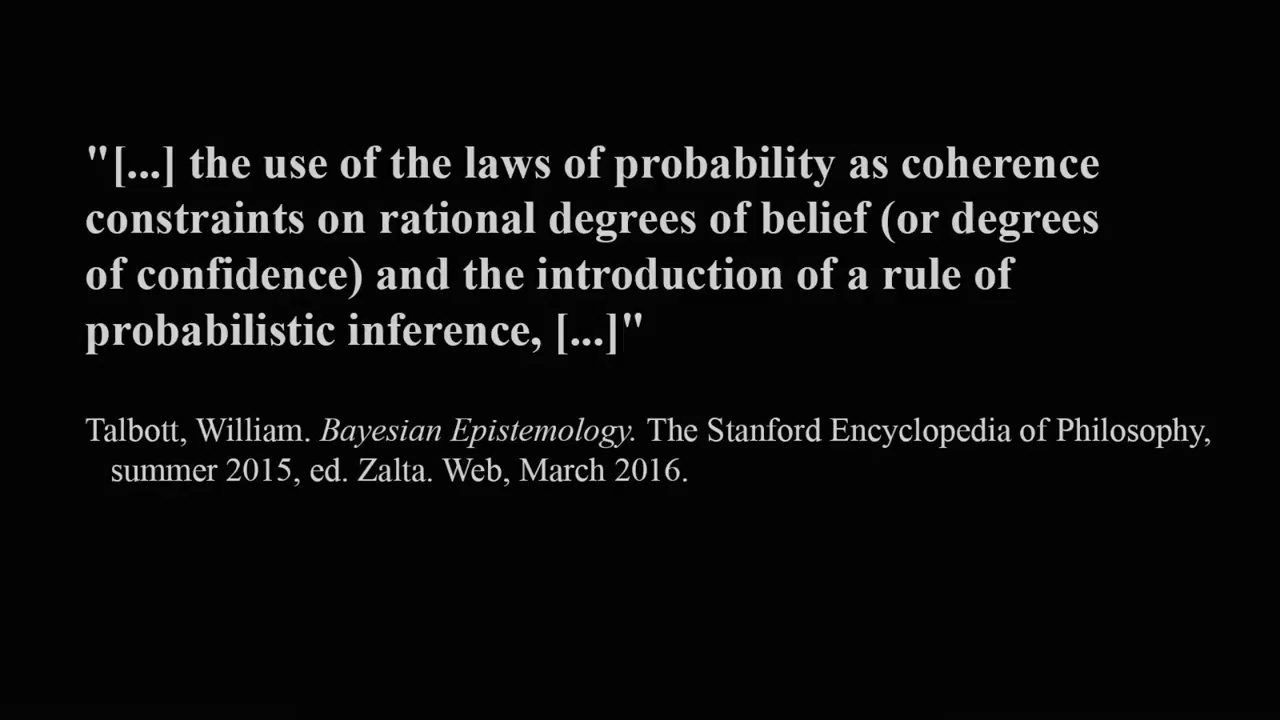 "[...] the use of the laws of probability as coherence
constraints on rational degrees of belief (or degrees
of confidence) and the introduction of a rule of
probabilistic inference, [...]"
Talbott, William. Bayesian Epistemology. The Stanford Encyclopedia of Philosophy,
summer 2015, ed. Zalta. Web, March 2016.